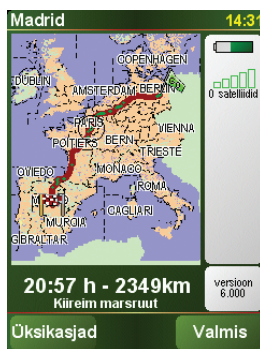 Madrid 14:31
COPENHAGEN
DUBLIN
AMSTERDAM BERLIN
0 satelliidid
PARIS
VIENNA
POITIERS BERN
TRIESTE
OVIEDO MONACO
ROMA
MURCIA CAGLIARI
GIBRALTAR
20:57 h - 2349km
Kiireim marsruut
versioon
6.000
Üksikasjad Valmis